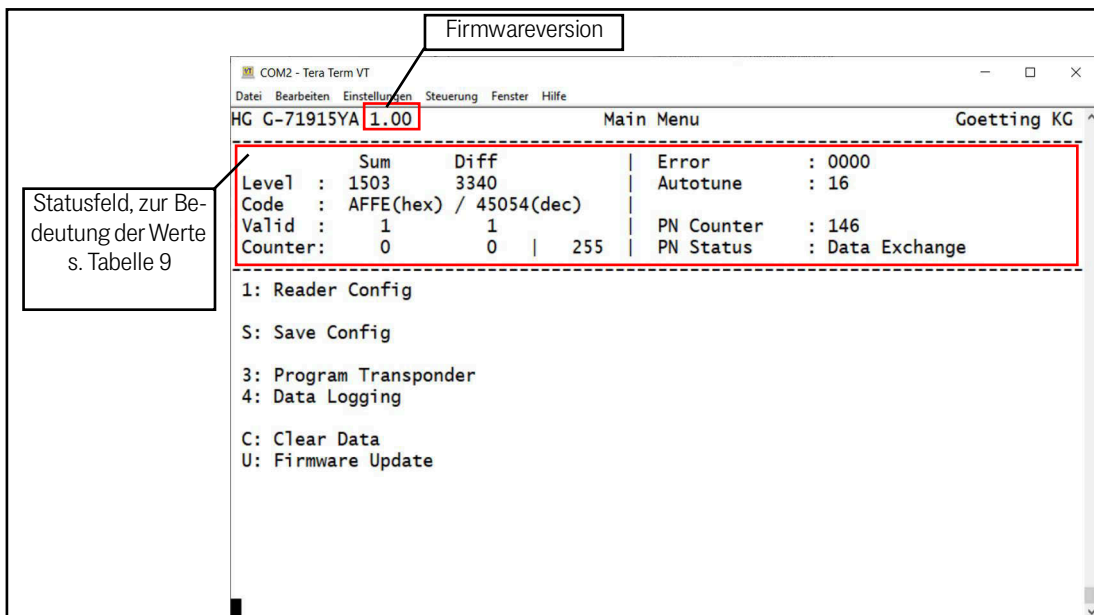 Firmwareversion
COM2 - Tera Term VT
Datei Bearbeiten Einstellungen Steuerung Fenster Hilfe
HG G-71915YA 1.00 Main Menu Goetting KG
Sum Diff | Error : 0000
Level : 1503 3340 | Autotune : 16
Code : AFFE(hex) / 45054(dec) |
Valid : 1 1 | PN Counter : 146
Counter: 0 0 | 255 | PN Status : Data Exchange
Statusfeld, zur Be-
deutung der Werte
s. Tabelle 9
1: Reader Config
S: Save Config
3: Program Transponder
4: Data Logging
C: Clear Data
U: Firmware Update